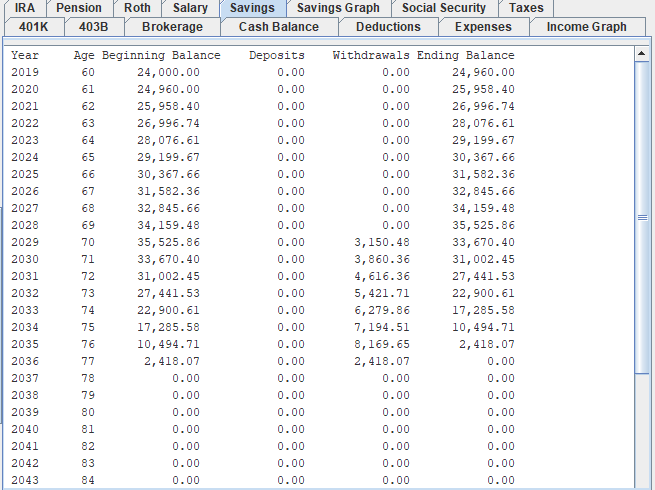 IRA Pension Roth Salary Savings Savings Graph Social Security Taxes
401K 403B Brokerage Cash Balance Deductions Expenses Income Graph
Year Age Beginning Balance Deposits Withdrawals Ending Balance
2019 60 24,000.00 0.00 0.00 24,960.00
2020 61 24,960.00 0.00 0.00 25,958.40
2021 62 25,958.40 0.00 0.00 26,996.74
2022 63 26,996.74 0.00 0.00 28,076.61
2023 64 28,076.61 0.00 0.00 29,199.67
2024 65 29,199.67 0.00 0.00 30,367.66
2025 66 30,367.66 0.00 0.00 31,582.36
2026 67 31,582.36 0.00 0.00 32,845.66
2027 68 32,845.66 0.00 0.00 34,159.48
2028 69 34,159.48 0.00 0.00 35,525.86
2029 70 35,525.86 0.00 3,150.48 33,670.40
2030 71 33,670.40 0.00 3,860.36 31,002.45
2031 72 31,002.45 0.00 4,616.36 27,441.53
2032 73 27,441.53 0.00 5,421.71 22,900.61
2033 74 22,900.61 0.00 6,279.86 17,285.58
2034 75 17,285.58 0.00 7,194.51 10,494.71
2035 76 10,494.71 0.00 8,169.65 2,418.07
2036 77 2,418.07 0.00 2,418.07 0.00
2037 78 0.00 0.00 0.00 0.00
2038 79 0.00 0.00 0.00 0.00
2039 80 0.00 0.00 0.00 0.00
2040 81 0.00 0.00 0.00 0.00
2041 82 0.00 0.00 0.00 0.00
2042 83 0.00 0.00 0.00 0.00
2043 84 0.00 0.00 0.00 0.00